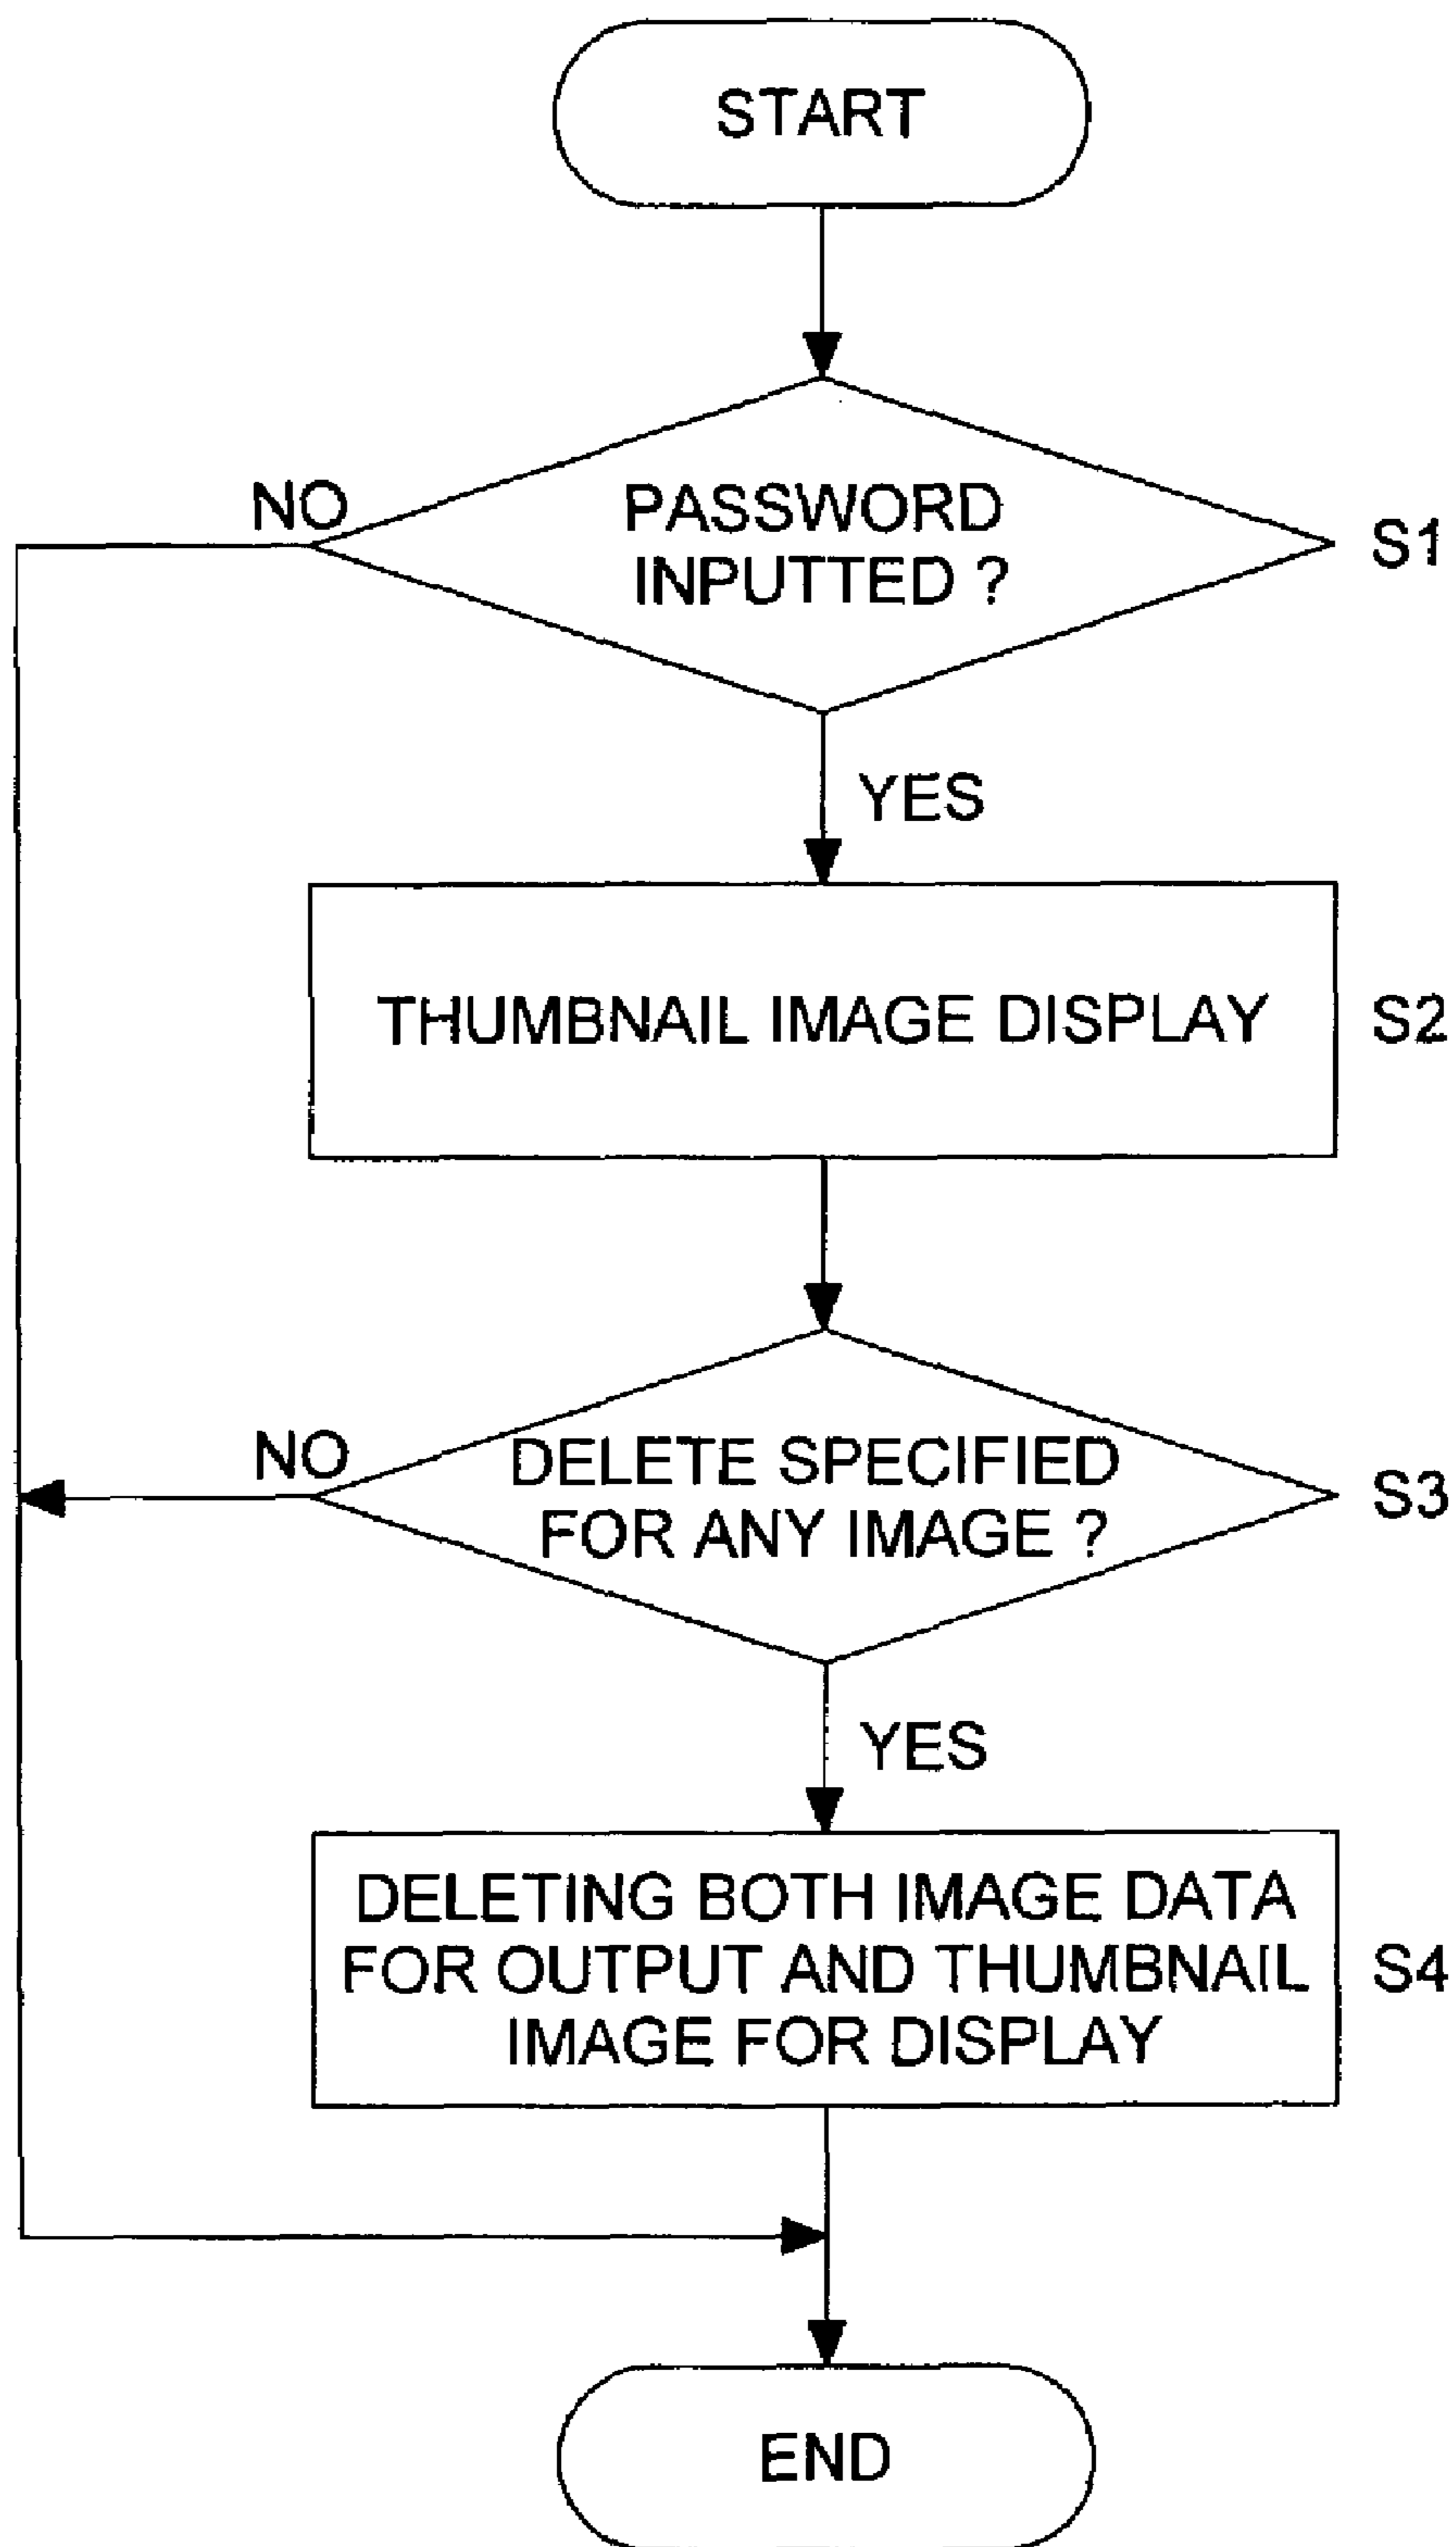 START
NO
PASSWORD
INPUTTED ?
S1
YES
THUMBNAIL IMAGE DISPLAY
S2
NO
DELETE SPECIFIED
FOR ANY IMAGE ?
S3
YES
DELETING BOTH IMAGE DATA
FOR OUTPUT AND THUMBNAIL
IMAGE FOR DISPLAY
S4
END